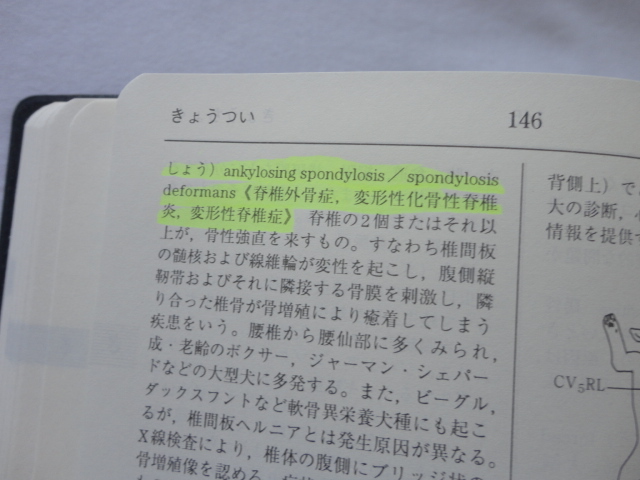 きょうつい
146
しょう）ankylosing spondylosis／spondylosis
deformans《脊椎外骨症，変形性化骨性脊椎
炎，変形性脊椎症》 脊椎の2個またはそれ以
上が，骨性強直を来すもの。すなわち椎間板
の髄核および線維輪が変性を起こし，腹側縦
靭帯およびそれに隣接する骨膜を刺激し，隣
り合った椎骨が骨増殖により癒着してしまう
疾患をいう。腰椎から腰仙部に多くみられ，
成・老齢のボクサー，ジャーマン・シェパー
ドなどの大型犬に多発する。また，ビーグル，
ダックスフントなど軟骨異栄養犬種にも起こ
るが，椎間板ヘルニアとは発生原因が異なる。
X線検査により，椎体の腹側にブリッジ状の
骨増殖像を認める。
背側上）で
大の診断，
情報を提供
CV5RL